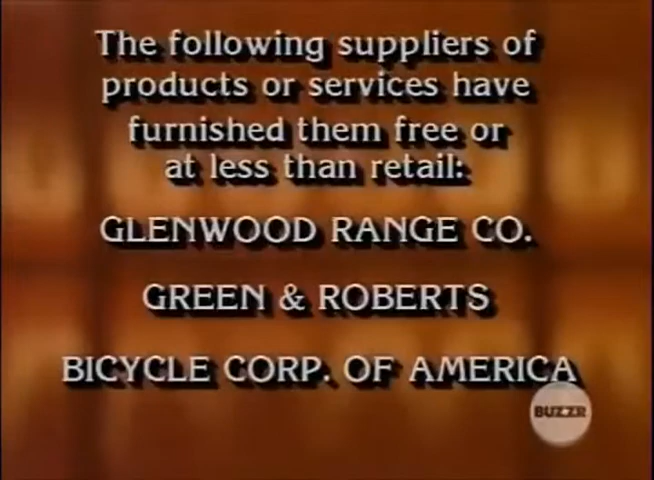 The following suppliers of
products or services have
furnished them free or
at less than retail:
GLENWOOD RANGE CO.
GREEN & ROBERTS
BICYCLE CORP. OF AMERICA
BUZZR